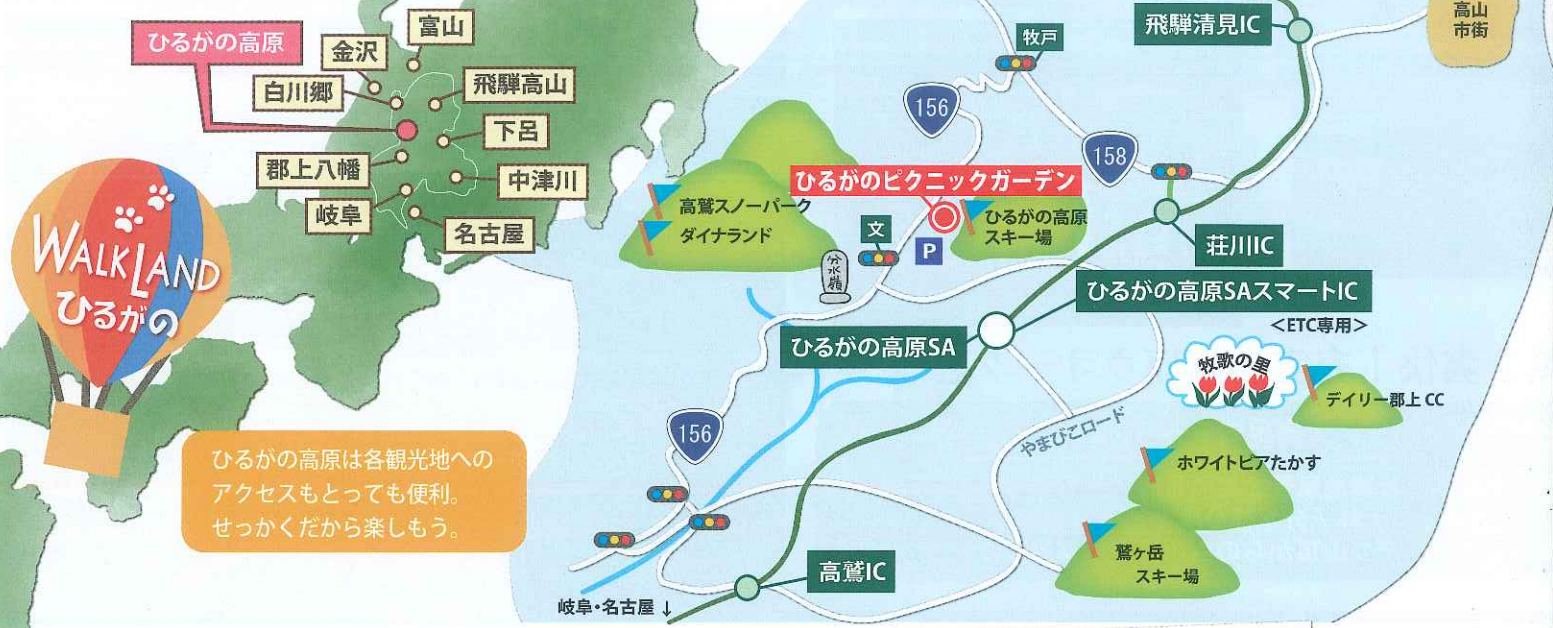 ひるがの高原
富山
金沢
白川郷
飛騨高山
下呂
郡上八幡
中津川
岐阜
名古屋
WALKLAND
ひるがの
ひるがの高原は各観光地への
アクセスもとっても便利。
せっかくだから楽しもう。
飛騨清見IC
高山
市街
牧戸
156
158
ひるがのピクニックガーデン
高鷲スノーパーク
ダイナランド
文
P
ひるがの高原
スキー場
分水嶺
荘川IC
ひるがの高原SAスマートIC
<ETC専用>
ひるがの高原SA
牧歌の里
デイリー郡上 CC
156
やまびこロード
ホワイトピアたかす
鷲ヶ岳
スキー場
高鷲IC
岐阜・名古屋 ↓